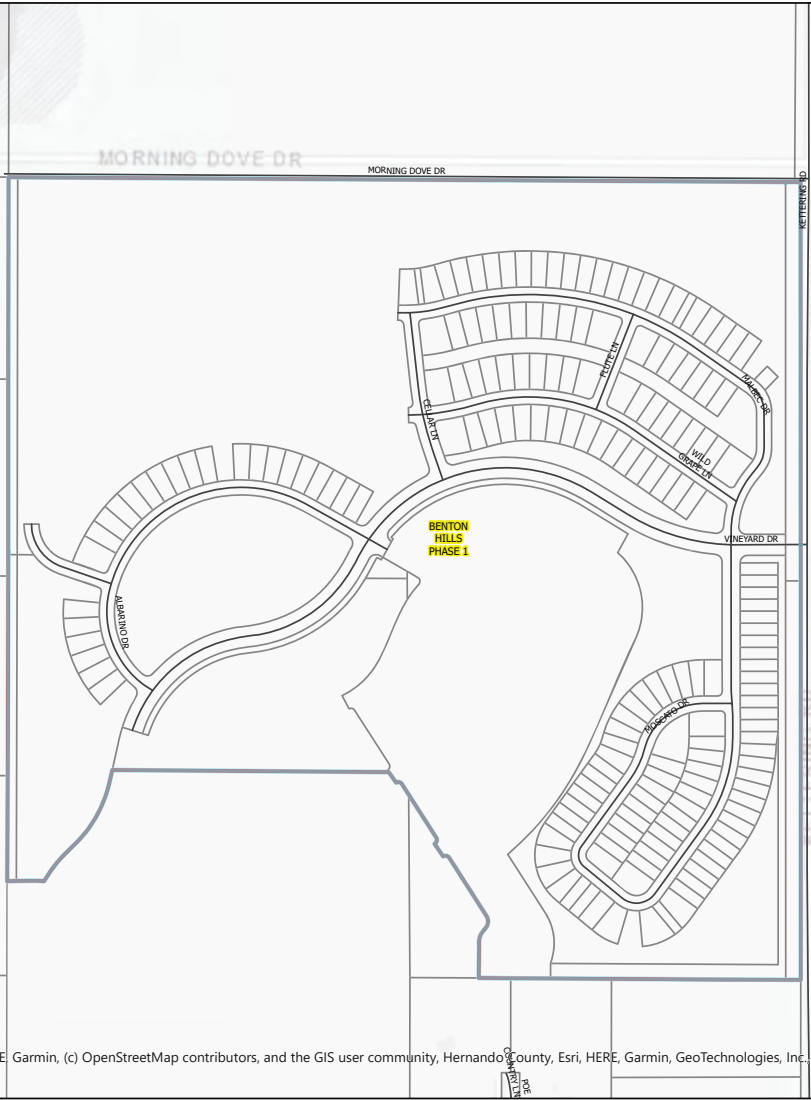 MORNING DOVE DR
MORNING DOVE DR
KETTERING RD
FLUTE LN
MALBEC DR
CELLAR LN
WILD
GRAPE LN
BENTON
HILLS
PHASE 1
VINEYARD DR
ALBARINO DR
MOSCATO DR
E, Garmin, (c) OpenStreetMap contributors, and the GIS user community, Hernando County, Esri, HERE, Garmin, GeoTechnologies, Inc.,
POE
COUNTRY LN